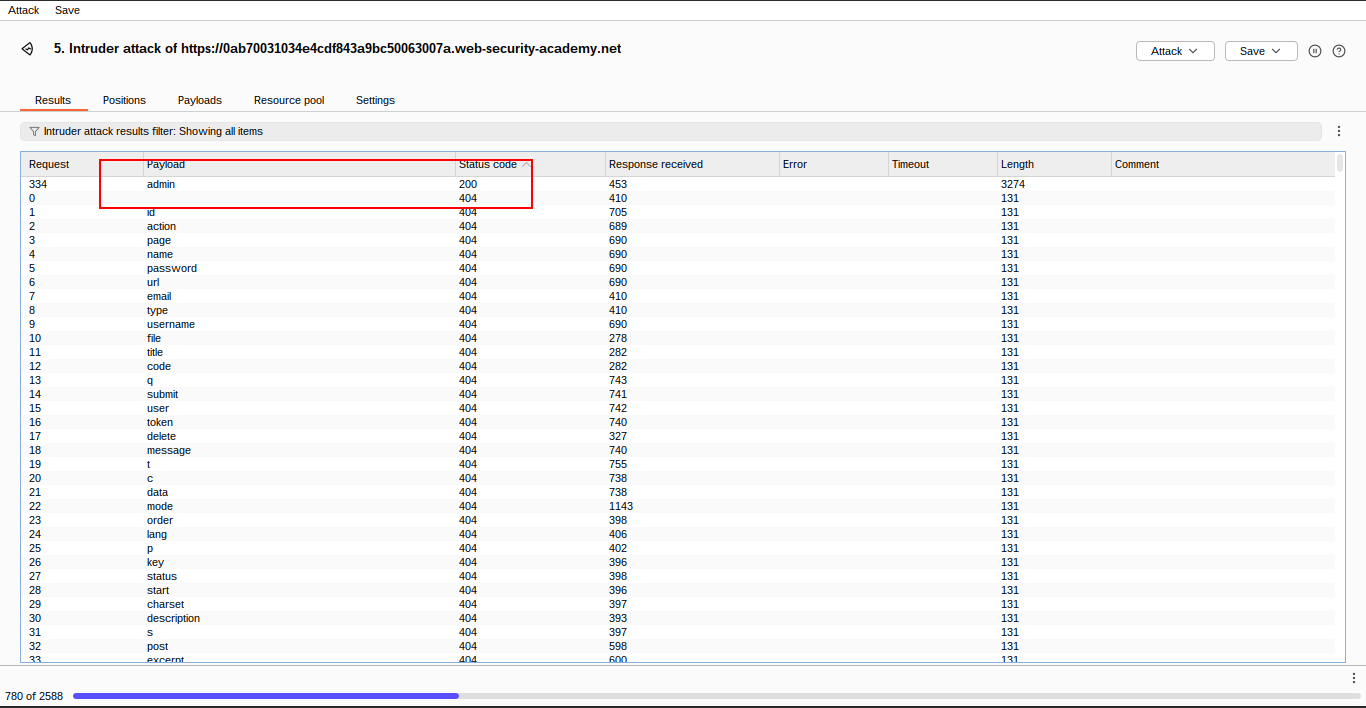 Attack Save
5. Intruder attack of https://0ab70031034e4cdf843a9bc50063007a.web-security-academy.net
Attack Save
Results Positions Payloads Resource pool Settings
Intruder attack results filter: Showing all items
Request Payload Status code Response received Error Timeout Length Comment
334 admin 200 453 3274
0 404 410 131
1 id 404 705 131
2 action 404 689 131
3 page 404 690 131
4 name 404 690 131
5 password 404 690 131
6 url 404 690 131
7 email 404 410 131
8 type 404 410 131
9 username 404 690 131
10 file 404 278 131
11 title 404 282 131
12 code 404 282 131
13 q 404 743 131
14 submit 404 741 131
15 user 404 742 131
16 token 404 740 131
17 delete 404 327 131
18 message 404 740 131
19 t 404 755 131
20 c 404 738 131
21 data 404 738 131
22 mode 404 1143 131
23 order 404 398 131
24 lang 404 406 131
25 p 404 402 131
26 key 404 396 131
27 status 404 398 131
28 start 404 396 131
29 charset 404 397 131
30 description 404 393 131
31 s 404 397 131
32 post 404 598 131
33 excerpt 404 600 131
780 of 2588